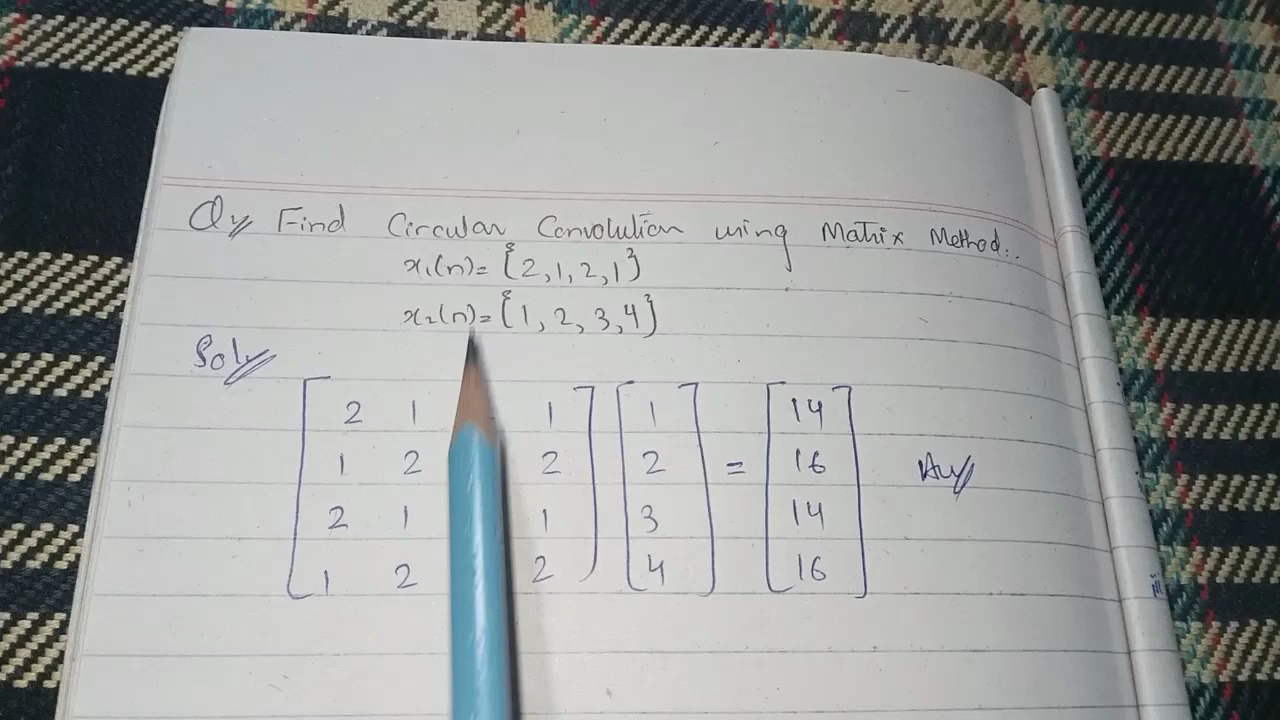 Q Find Circular Convolution using Matrix Method:.
x₁(n)= {2,1,2,1}
x₂(n)= {1, 2, 3,4}
Sol
2 1 1 1 14
1 2 2 2 = 16 Ans
2 1 1 3 14
1 2 2 4 16